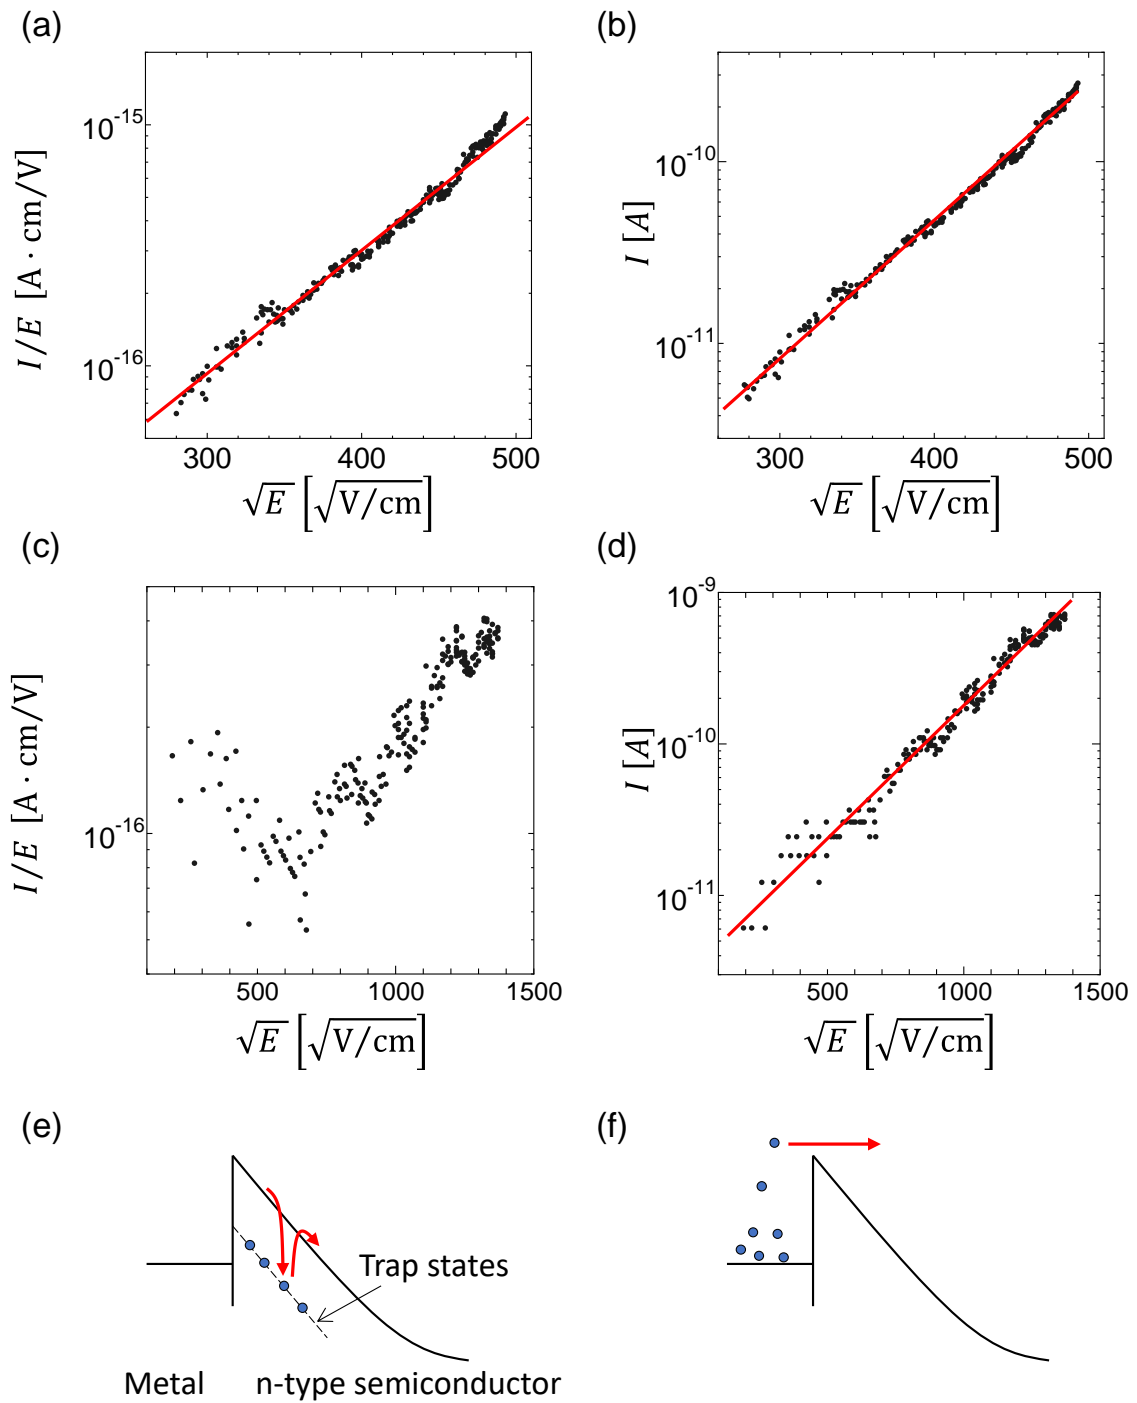 (a)
10^-15
10^-16
I/E [A·cm/V]
300 400 500
√E [√V/cm]
(b)
10^-10
10^-11
I [A]
300 400 500
√E [√V/cm]
(c)
10^-16
I/E [A·cm/V]
500 1000 1500
√E [√V/cm]
(d)
10^-9
10^-10
10^-11
I [A]
500 1000 1500
√E [√V/cm]
(e)
Trap states
Metal n-type semiconductor
(f)